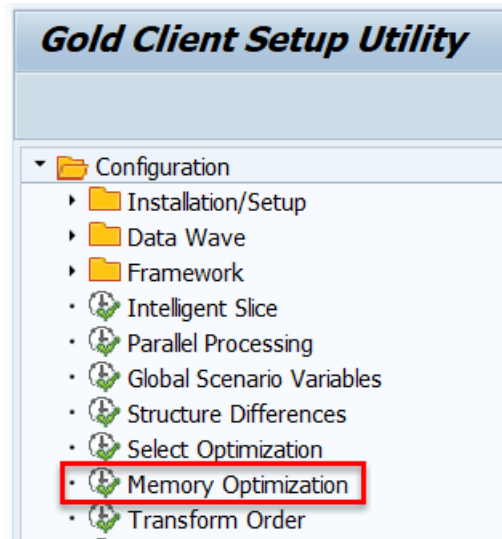 Gold Client Setup Utility
Configuration
Installation/Setup
Data Wave
Framework
Intelligent Slice
Parallel Processing
Global Scenario Variables
Structure Differences
Select Optimization
Memory Optimization
Transform Order